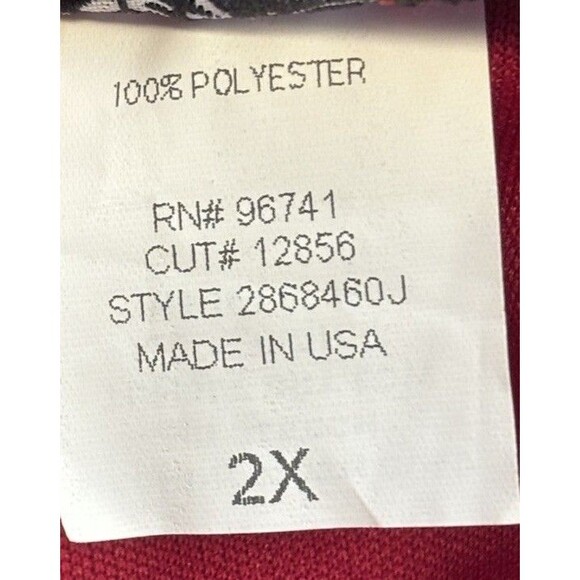 100% POLYESTER
RN# 96741
CUT# 12856
STYLE 2868460J
MADE IN USA
2X